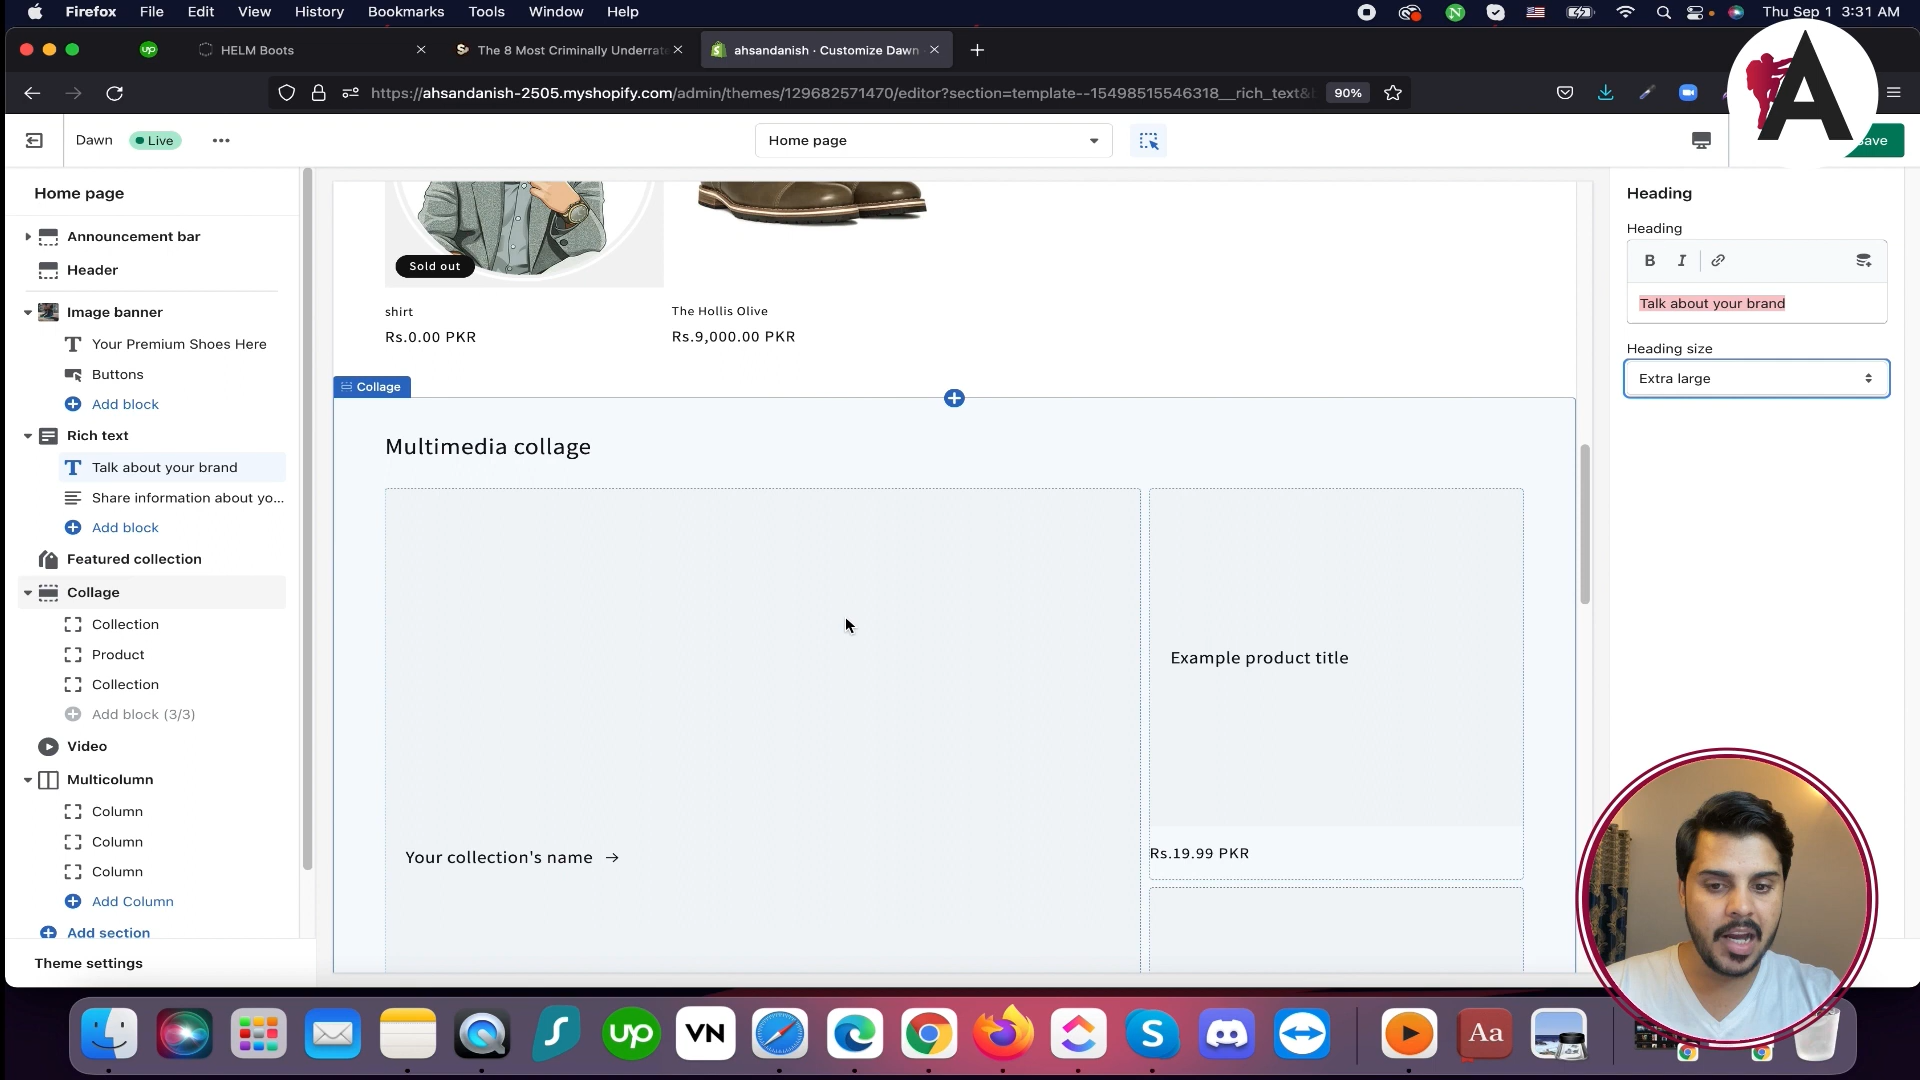 Firefox File Edit View History Bookmarks Tools Window Help
Thu Sep 1 3:31 AM
up HELM Boots
The 8 Most Criminally Underrate
ahsandanish · Customize Dawn
https://ahsandanish-2505.myshopify.com/admin/themes/129682571470/editor?section=template--15498515546318__rich_text&
90%
A
Dawn
Live
Home page
ave
Home page
Announcement bar
Header
Image banner
Your Premium Shoes Here
Buttons
Add block
Rich text
Talk about your brand
Share information about yo...
Add block
Featured collection
Collage
Collection
Product
Collection
Add block (3/3)
Video
Multicolumn
Column
Column
Column
Add Column
Add section
Theme settings
Sold out
shirt
Rs.0.00 PKR
The Hollis Olive
Rs.9,000.00 PKR
Collage
Multimedia collage
Your collection's name →
Example product title
Rs.19.99 PKR
Heading
Heading
B I
Talk about your brand
Heading size
Extra large
up
VN
S
Aa